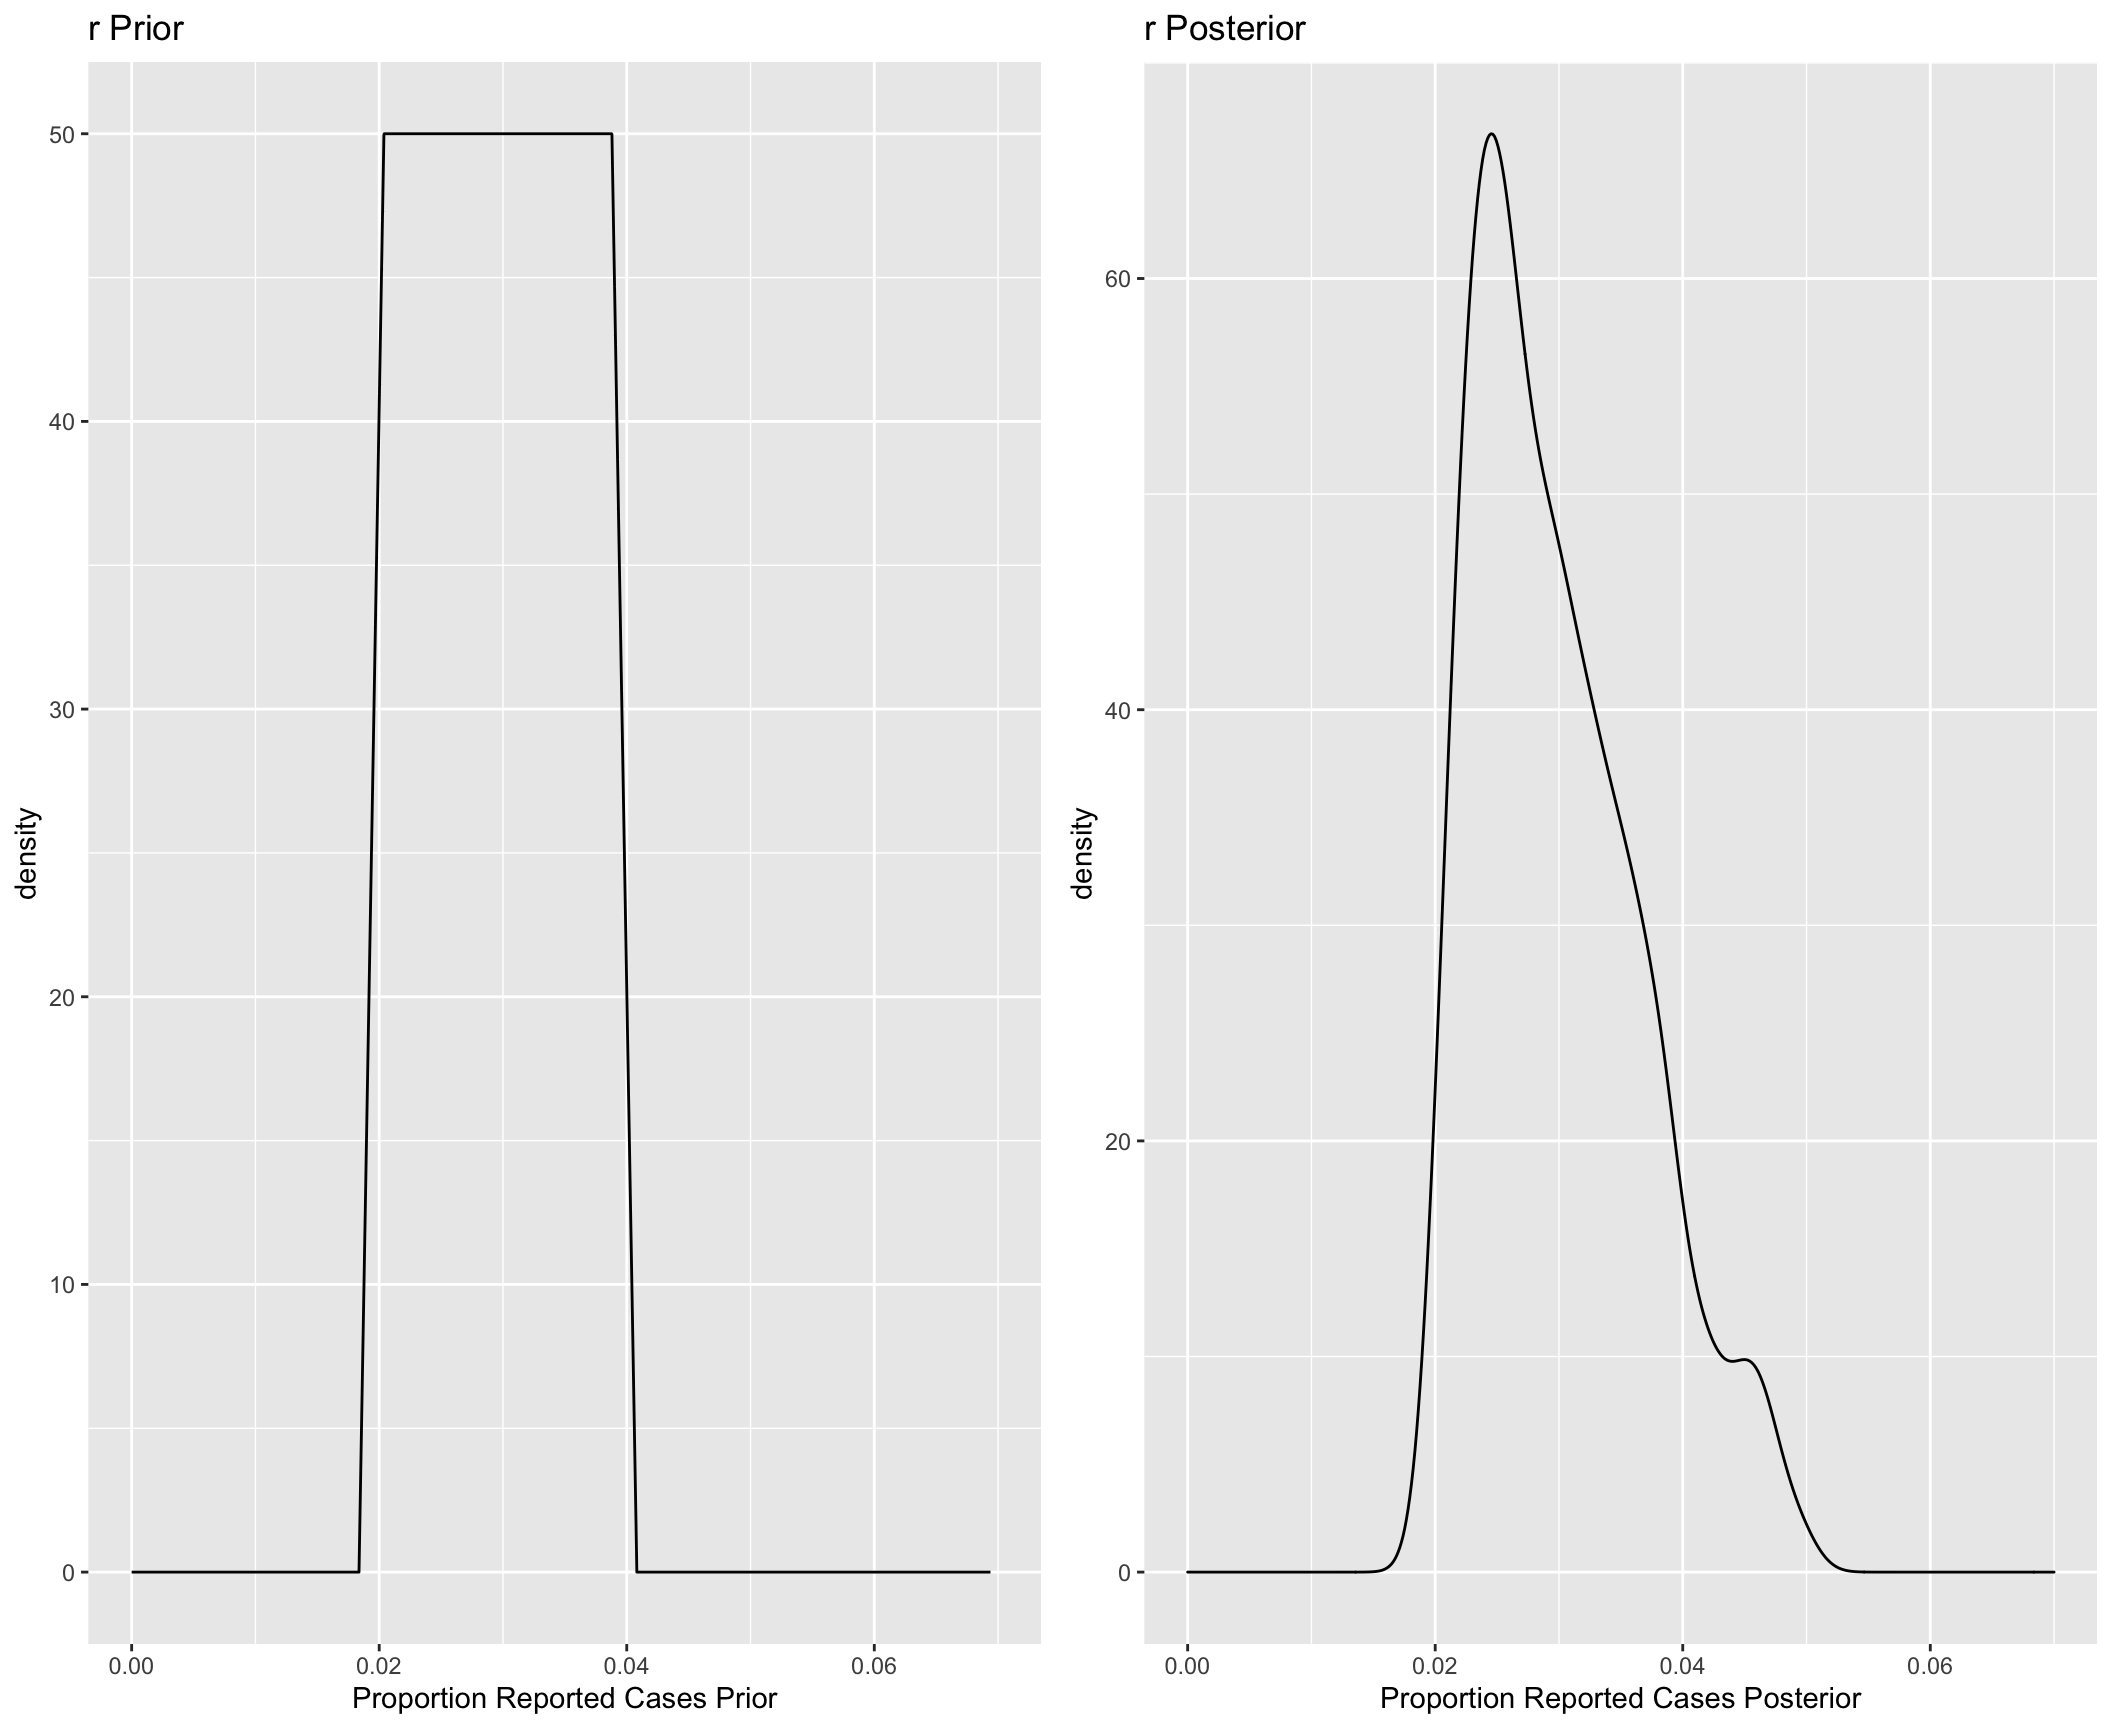 r Prior
50
40
30
20
10
0
density
0.00 0.02 0.04 0.06
Proportion Reported Cases Prior
r Posterior
60
40
20
0
density
0.00 0.02 0.04 0.06
Proportion Reported Cases Posterior